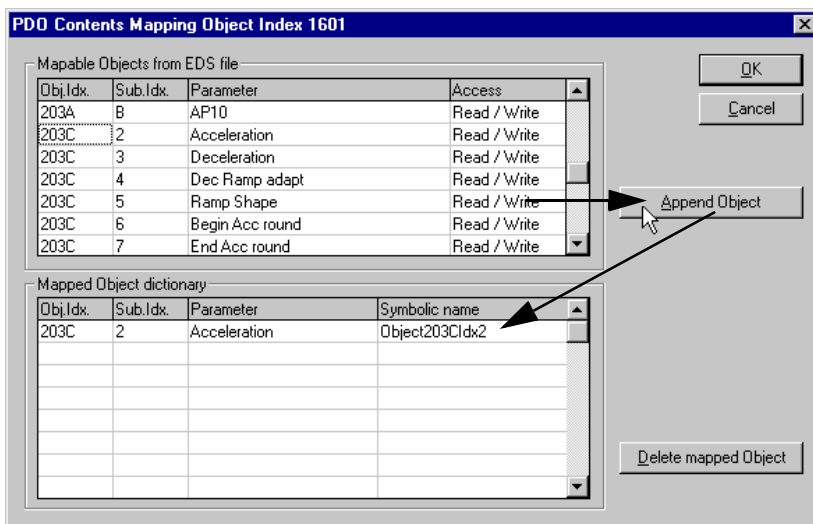 PDO Contents Mapping Object Index 1601
Mapable Objects from EDS file
Obj.Idx. Sub.Idx. Parameter Access
203A B AP10 Read / Write
203C 2 Acceleration Read / Write
203C 3 Deceleration Read / Write
203C 4 Dec Ramp adapt Read / Write
203C 5 Ramp Shape Read / Write
203C 6 Begin Acc round Read / Write
203C 7 End Acc round Read / Write
OK
Cancel
Append Object
Mapped Object dictionary
Obj.Idx. Sub.Idx. Parameter Symbolic name
203C 2 Acceleration Object203CIdx2
Delete mapped Object